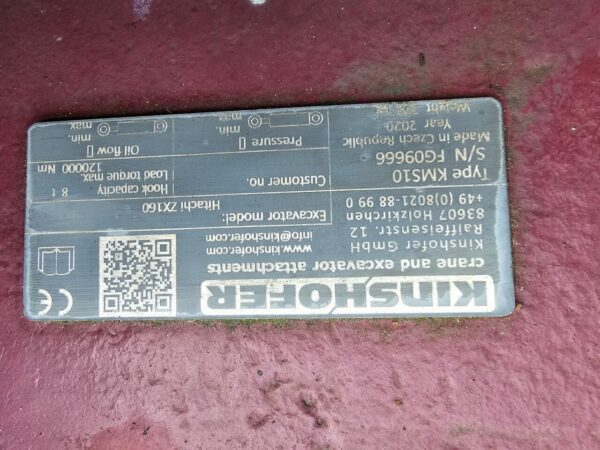 KINSHOFER
crane and excavator attachments
Kinshofer GmbH
Raiffeisenstr. 12
83607 Holzkirchen
+49 (0)8021-88 99 0
www.kinshofer.com
info@kinshofer.com
CE
Type KMS10
S/N FG09666
Made in Czech Republic
Year 2020
Weight
Excavator model: Hitachi ZX160
Customer no.
Hook capacity 8 t
Load torque max. 120000 Nm
Pressure []
min.
max.
Oil flow []
min.
max